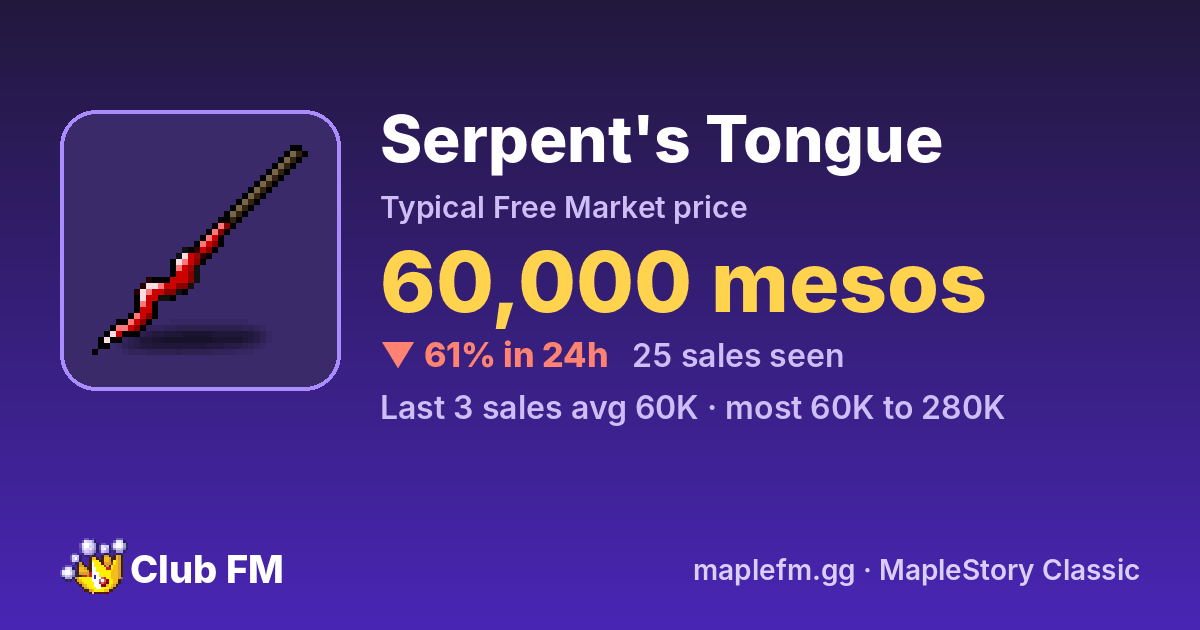 Serpent's Tongue
Typical Free Market price
60,000 mesos
▼ 61% in 24h 25 sales seen
Last 3 sales avg 60K · most 60K to 280K
Club FM
maplefm.gg · MapleStory Classic